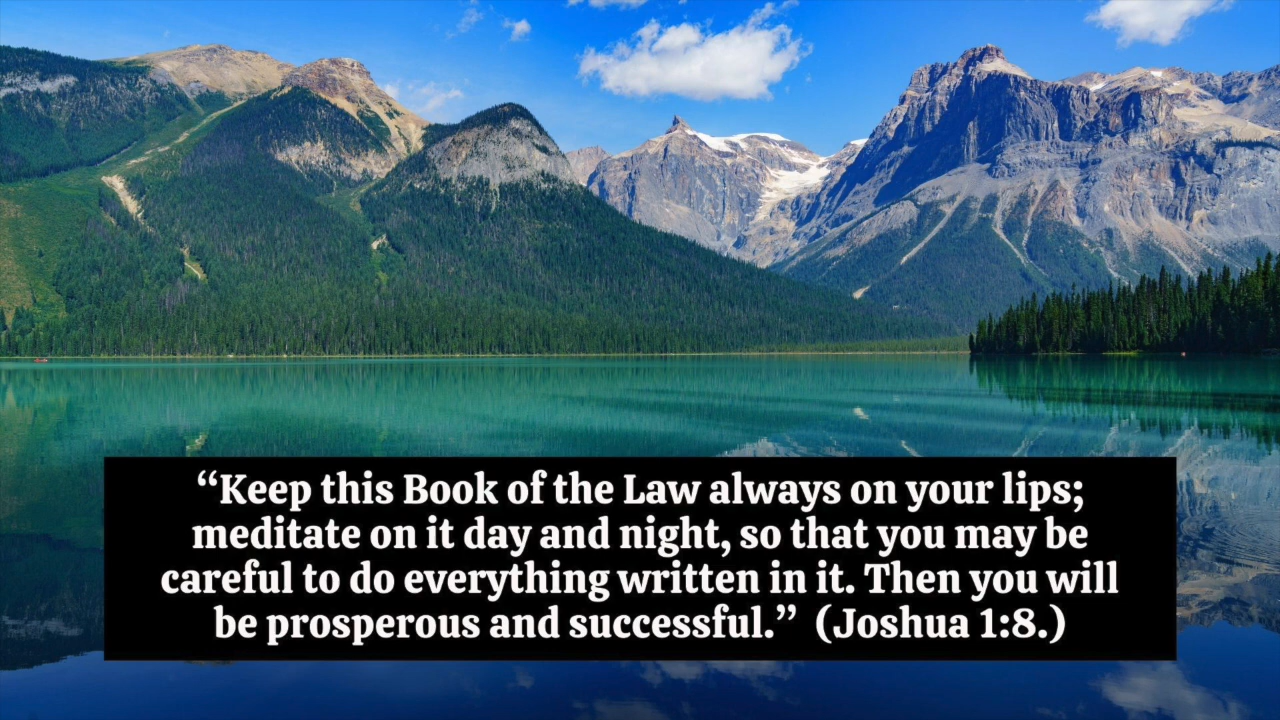 “Keep this Book of the Law always on your lips;
meditate on it day and night, so that you may be
careful to do everything written in it. Then you will
be prosperous and successful.”  (Joshua 1:8.)